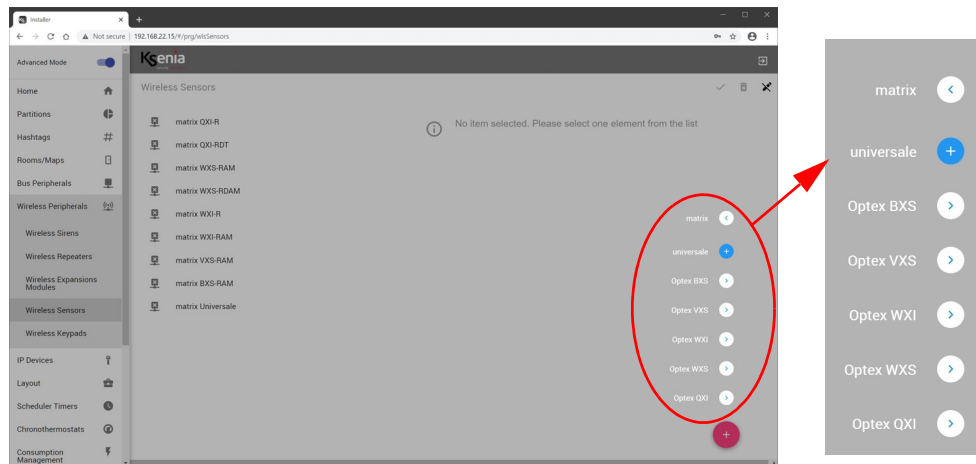 Installer
Not secure
192.168.22.15/#/prg/wlsSensors
Advanced Mode
Ksenia
Home
Partitions
Hashtags
Rooms/Maps
Bus Peripherals
Wireless Peripherals
Wireless Sirens
Wireless Repeaters
Wireless Expansions
Modules
Wireless Sensors
Wireless Keypads
IP Devices
Layout
Scheduler Timers
Chronothermostats
Consumption
Management
Wireless Sensors
matrix QXI-R
matrix QXI-RDT
matrix WXS-RAM
matrix WXS-RDAM
matrix WXI-R
matrix WXI-RAM
matrix VXS-RAM
matrix BXS-RAM
matrix Universale
No item selected. Please select one element from the list
matrix
universale
Optex BXS
Optex VXS
Optex WXI
Optex WXS
Optex QXI
matrix
universale
Optex BXS
Optex VXS
Optex WXI
Optex WXS
Optex QXI